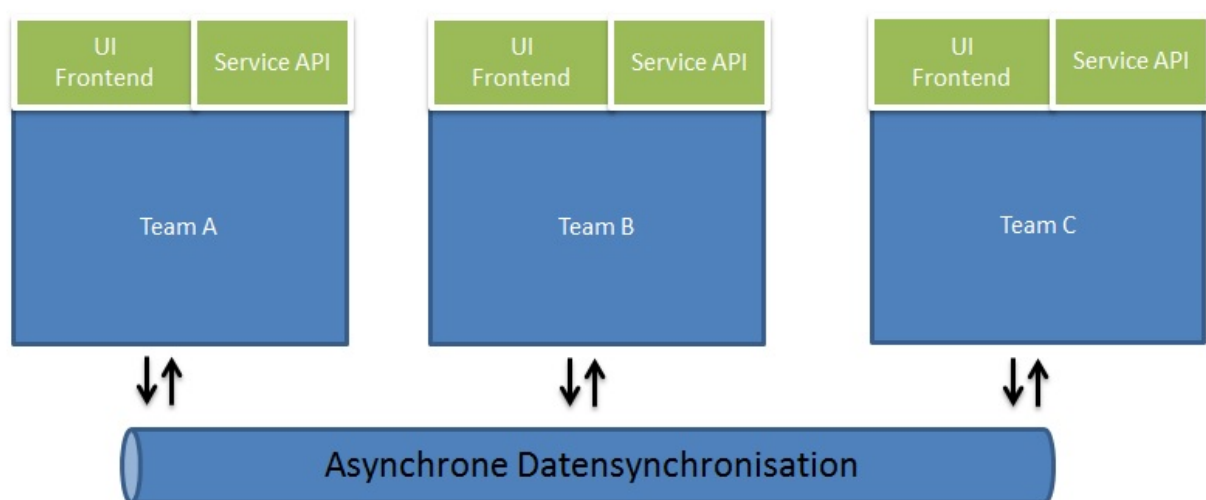 UI
Frontend
Service API
UI
Frontend
Service API
UI
Frontend
Service API
Team A
Team B
Team C
Asynchrone Datensynchronisation